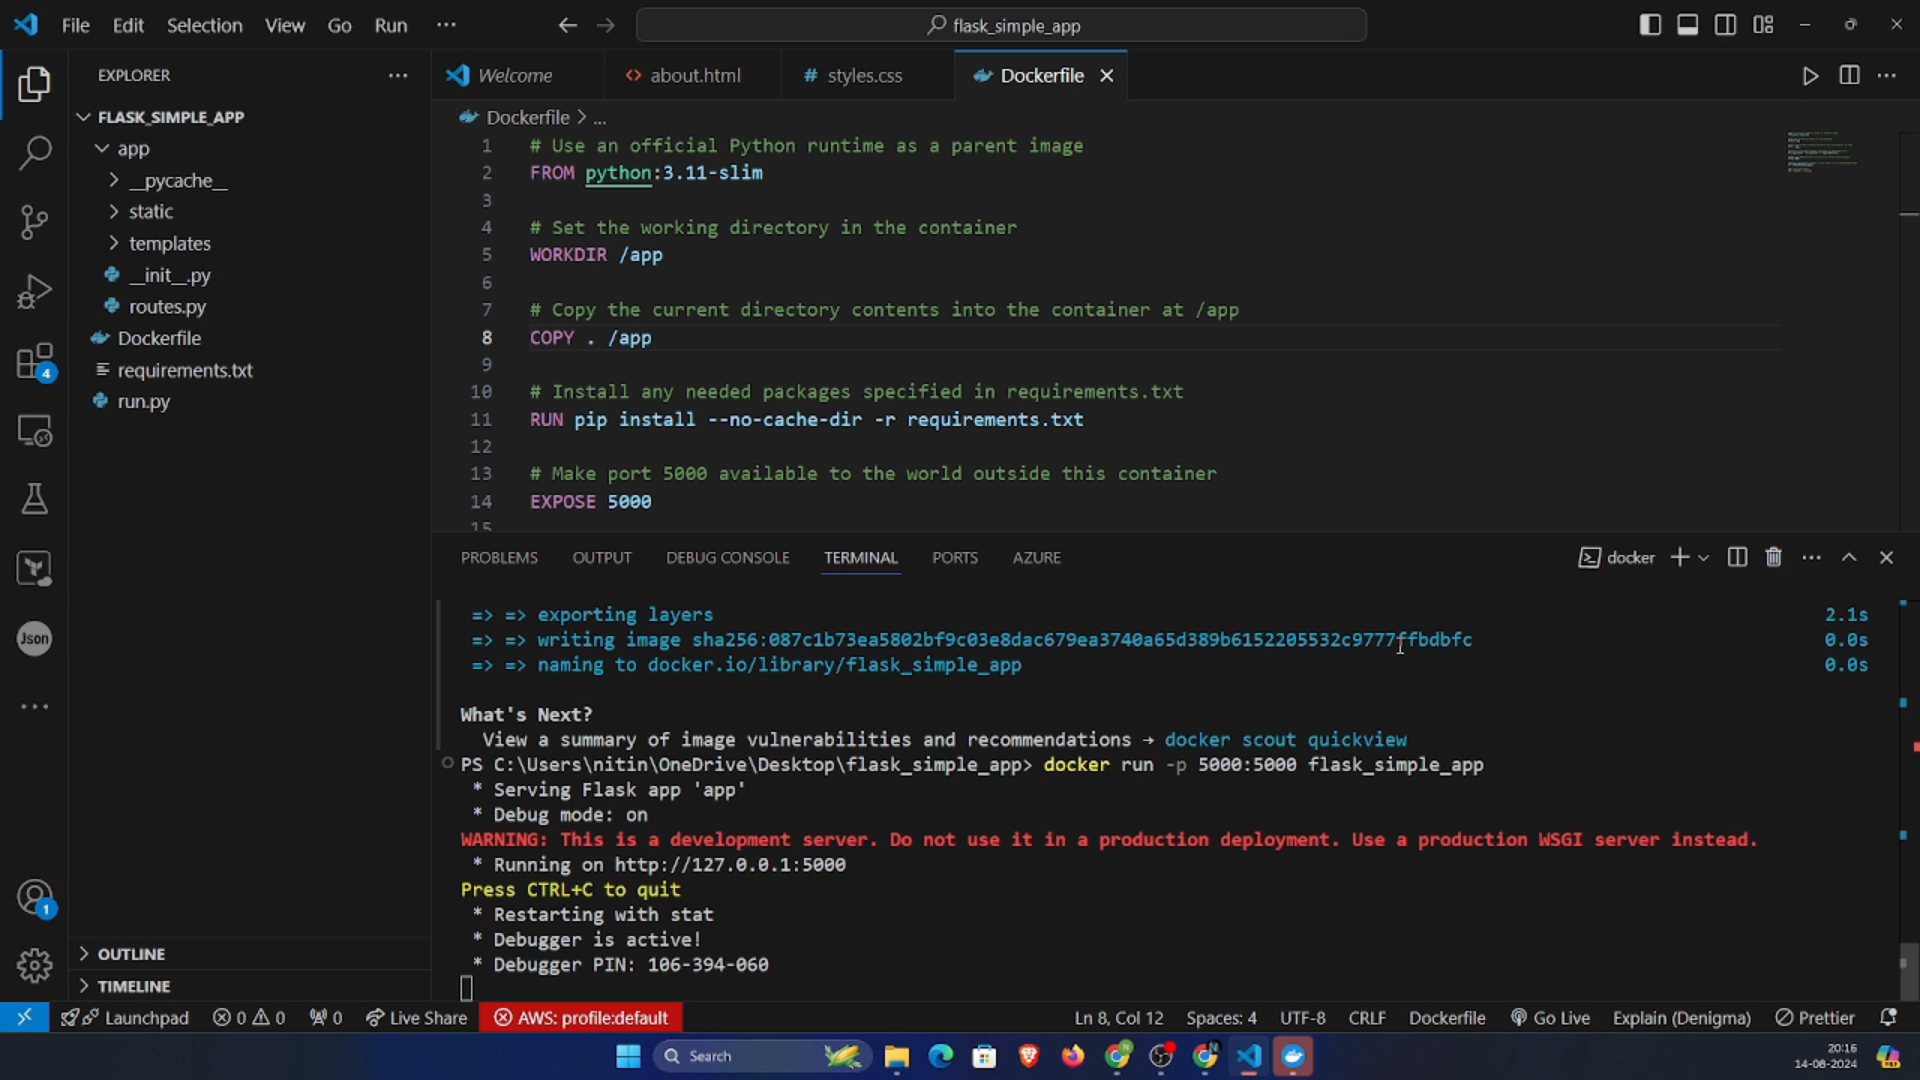 File Edit Selection View Go Run ···
flask_simple_app
EXPLORER
Welcome
about.html
# styles.css
Dockerfile
FLASK_SIMPLE_APP
app
__pycache__
static
templates
__init__.py
routes.py
Dockerfile
requirements.txt
run.py
OUTLINE
TIMELINE
4
Json
1
Dockerfile > ...
1 # Use an official Python runtime as a parent image
2 FROM python:3.11-slim
3
4 # Set the working directory in the container
5 WORKDIR /app
6
7 # Copy the current directory contents into the container at /app
8 COPY . /app
9
10 # Install any needed packages specified in requirements.txt
11 RUN pip install --no-cache-dir -r requirements.txt
12
13 # Make port 5000 available to the world outside this container
14 EXPOSE 5000
15
PROBLEMS OUTPUT DEBUG CONSOLE TERMINAL PORTS AZURE
docker
=> => exporting layers 2.1s
=> => writing image sha256:087c1b73ea5802bf9c03e8dac679ea3740a65d389b6152205532c9777ffbdbfc 0.0s
=> => naming to docker.io/library/flask_simple_app 0.0s
What's Next?
View a summary of image vulnerabilities and recommendations → docker scout quickview
PS C:\Users\nitin\OneDrive\Desktop\flask_simple_app> docker run -p 5000:5000 flask_simple_app
* Serving Flask app 'app'
* Debug mode: on
WARNING: This is a development server. Do not use it in a production deployment. Use a production WSGI server instead.
* Running on http://127.0.0.1:5000
Press CTRL+C to quit
* Restarting with stat
* Debugger is active!
* Debugger PIN: 106-394-060
Launchpad 0 0 0 Live Share AWS: profile:default Ln 8, Col 12 Spaces: 4 UTF-8 CRLF Dockerfile Go Live Explain (Denigma) Prettier
Search
20:16
14-08-2024